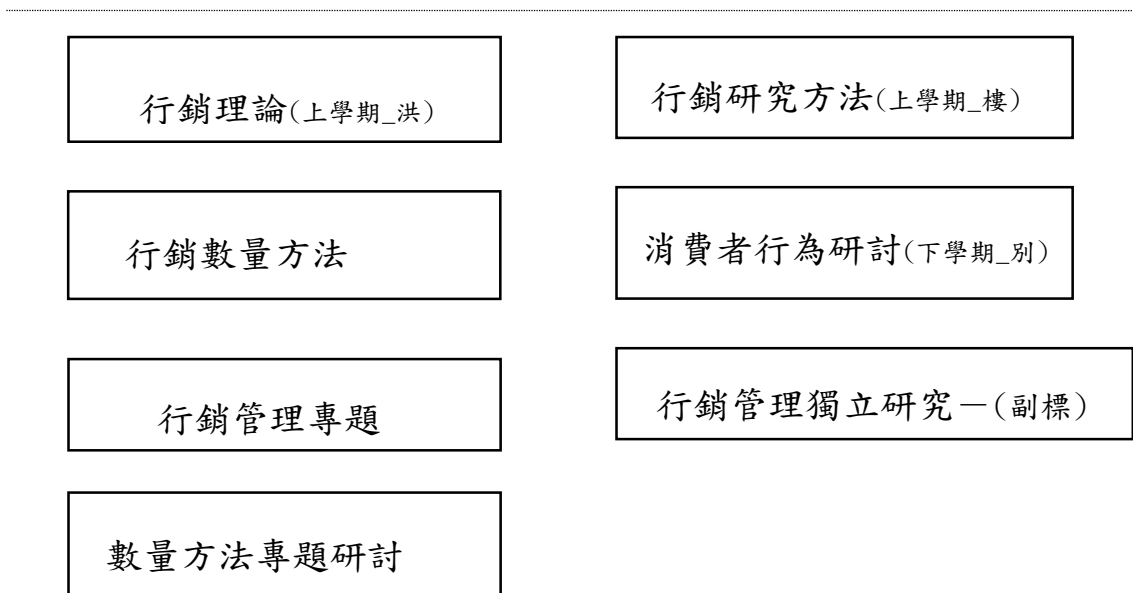 行銷理論(上學期_洪)
行銷研究方法(上學期_樓)
行銷數量方法
消費者行為研討(下學期_別)
行銷管理專題
行銷管理獨立研究－(副標)
數量方法專題研討